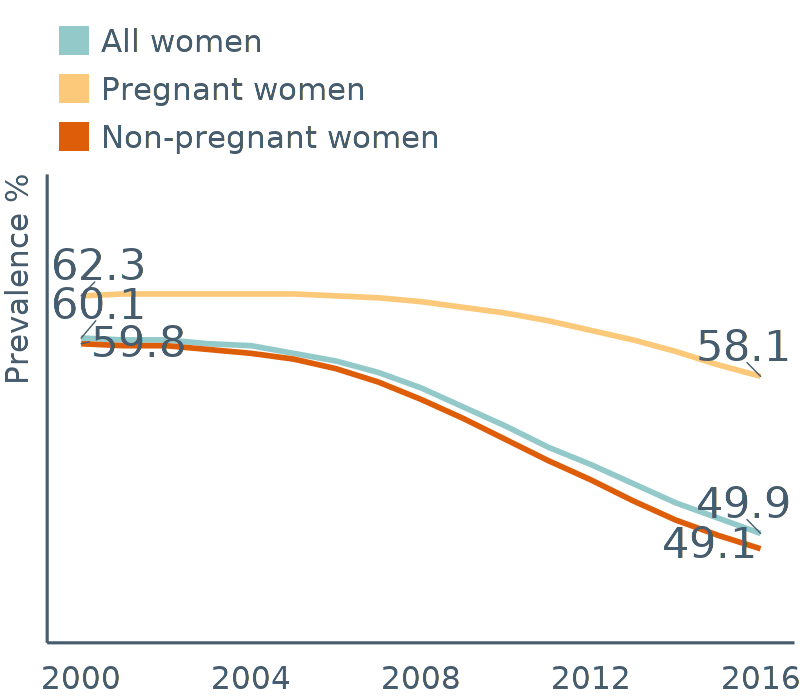 All women
Pregnant women
Non-pregnant women
Prevalence %
62.3
60.1
59.8
58.1
49.9
49.1
2000 2004 2008 2012 2016